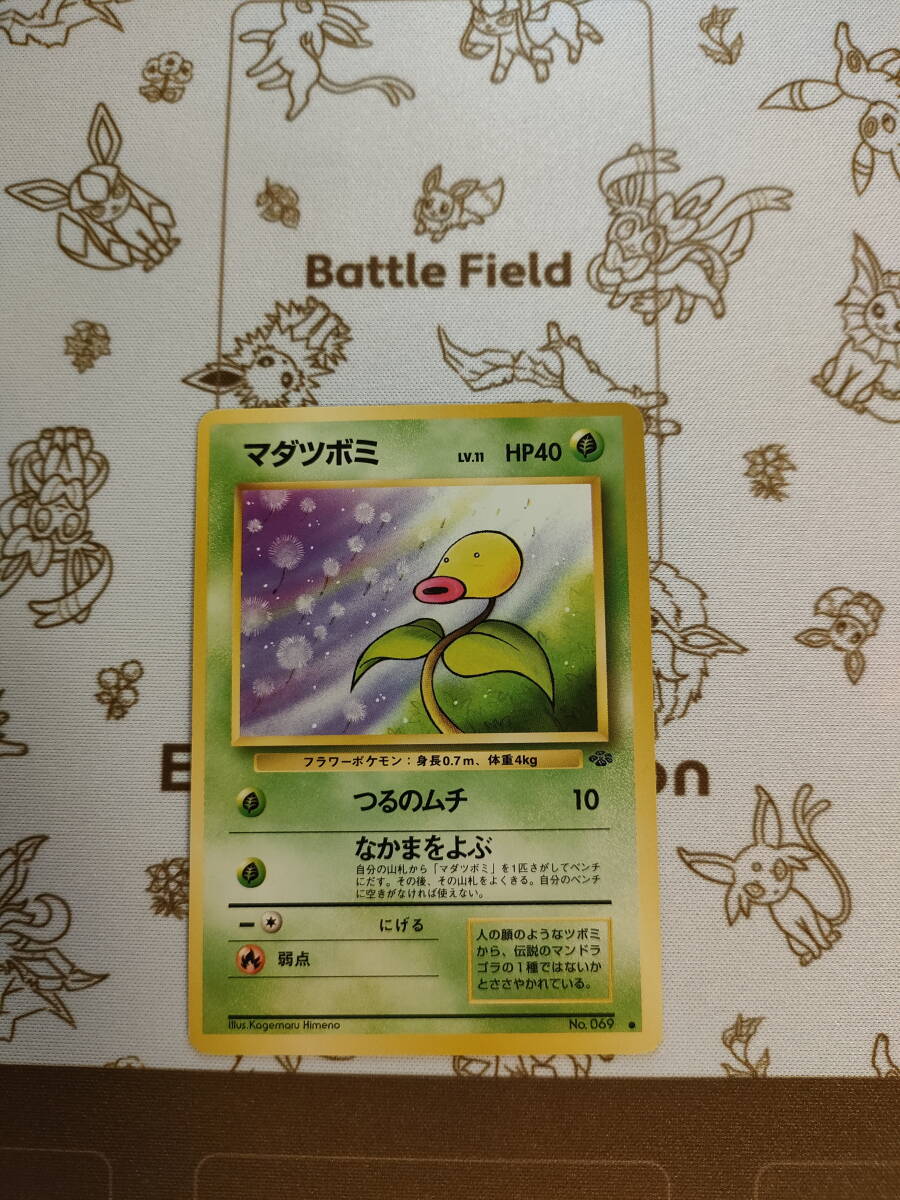 Battle Field
マダツボミ LV.11 HP40
フラワーポケモン：身長0.7m、体重4kg
つるのムチ 10
なかまをよぶ
自分の山札から「マダツボミ」を1匹さがしてベンチ
にだす。その後、その山札をよくきる。自分のベンチ
に空きがなければ使えない。
ー にげる
弱点
人の顔のようなツボミ
から、伝説のマンドラ
ゴラの1種ではないか
とささやかれている。
Illus.Kagemaru Himeno No. 069